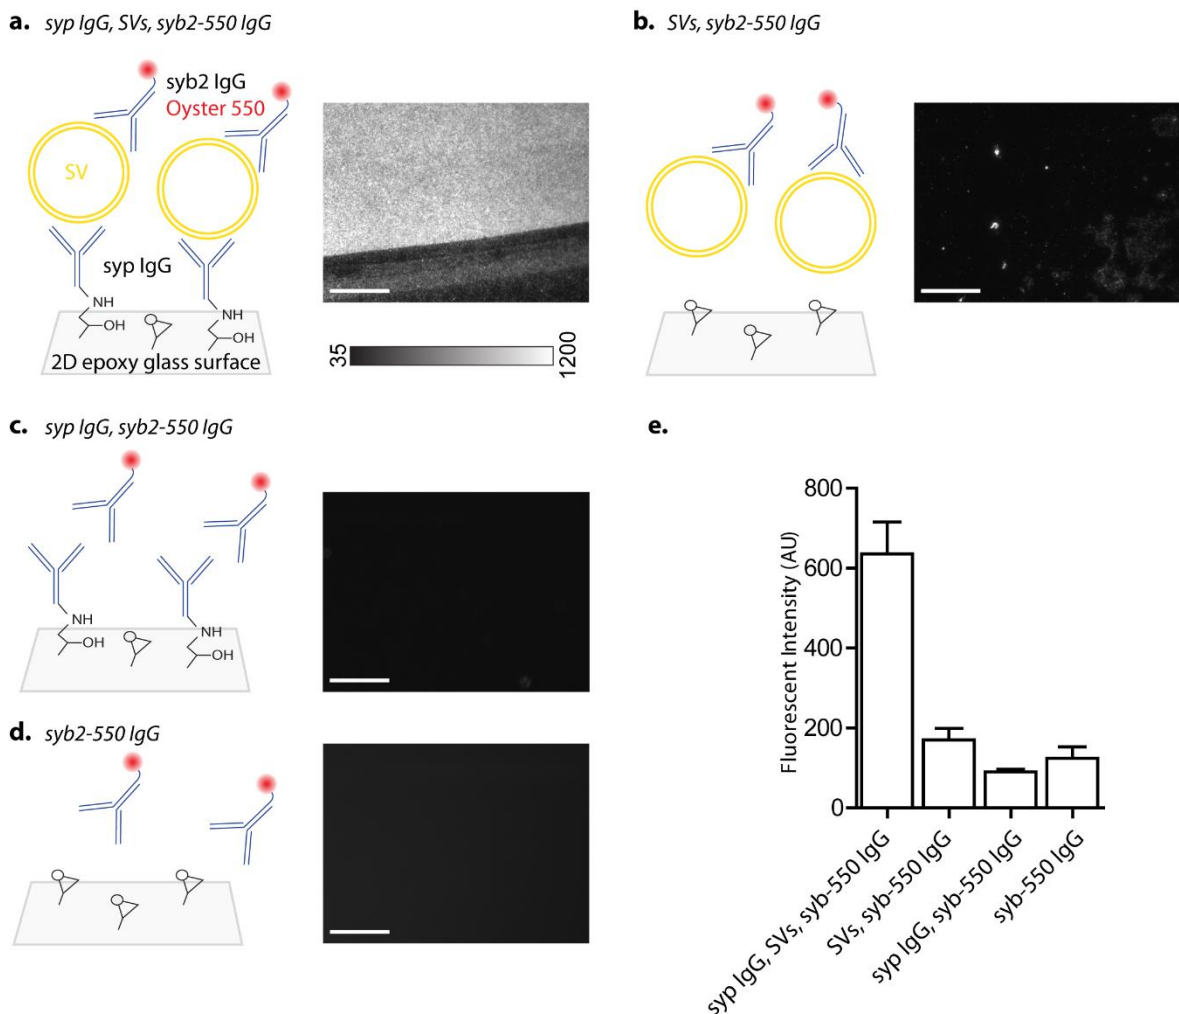 a. syp IgG, SVs, syb2-550 IgG
syb2 IgG
Oyster 550
SV
syp IgG
NH
OH
NH
OH
2D epoxy glass surface
35
1200
b. SVs, syb2-550 IgG
c. syp IgG, syb2-550 IgG
NH
OH
NH
OH
d. syb2-550 IgG
e.
Fluorescent Intensity (AU)
800
600
400
200
0
syp IgG, SVs, syb-550 IgG
SVs, syb-550 IgG
syp IgG, syb-550 IgG
syb-550 IgG